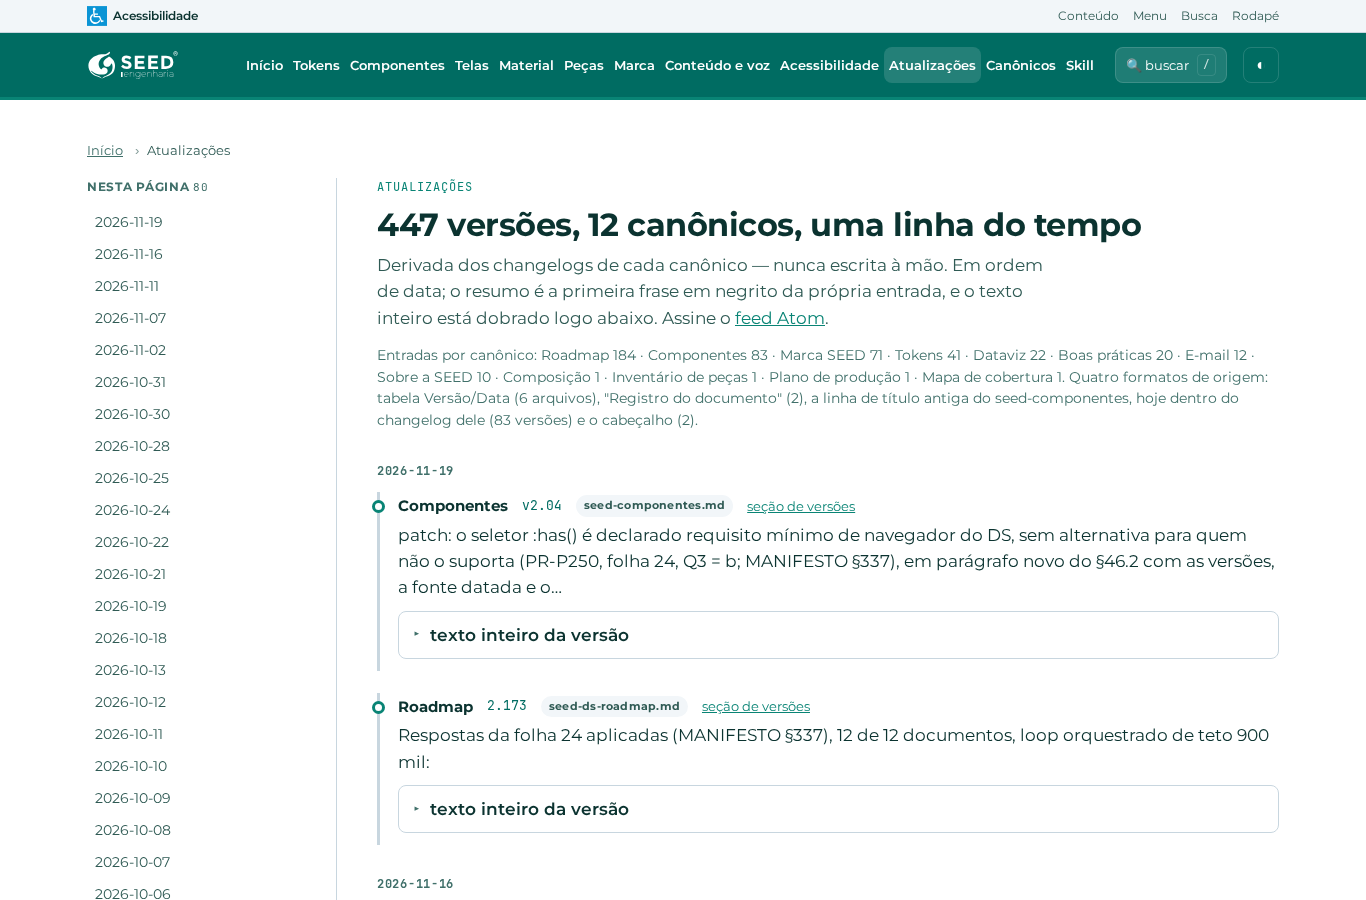 Acessibilidade
Conteúdo Menu Busca Rodapé
SEED®
engenharia
Início Tokens Componentes Telas Material Peças Marca Conteúdo e voz Acessibilidade Atualizações Canônicos Skill
buscar /
Início › Atualizações
NESTA PÁGINA 80
2026-11-19
2026-11-16
2026-11-11
2026-11-07
2026-11-02
2026-10-31
2026-10-30
2026-10-28
2026-10-25
2026-10-24
2026-10-22
2026-10-21
2026-10-19
2026-10-18
2026-10-13
2026-10-12
2026-10-11
2026-10-10
2026-10-09
2026-10-08
2026-10-07
2026-10-06
ATUALIZAÇÕES
447 versões, 12 canônicos, uma linha do tempo
Derivada dos changelogs de cada canônico — nunca escrita à mão. Em ordem
de data; o resumo é a primeira frase em negrito da própria entrada, e o texto
inteiro está dobrado logo abaixo. Assine o feed Atom.
Entradas por canônico: Roadmap 184 · Componentes 83 · Marca SEED 71 · Tokens 41 · Dataviz 22 · Boas práticas 20 · E-mail 12 ·
Sobre a SEED 10 · Composição 1 · Inventário de peças 1 · Plano de produção 1 · Mapa de cobertura 1. Quatro formatos de origem:
tabela Versão/Data (6 arquivos), "Registro do documento" (2), a linha de título antiga do seed-componentes, hoje dentro do
changelog dele (83 versões) e o cabeçalho (2).
2026-11-19
Componentes v2.04 seed-componentes.md seção de versões
patch: o seletor :has() é declarado requisito mínimo de navegador do DS, sem alternativa para quem
não o suporta (PR-P250, folha 24, Q3 = b; MANIFESTO §337), em parágrafo novo do §46.2 com as versões,
a fonte datada e o…
texto inteiro da versão
Roadmap 2.173 seed-ds-roadmap.md seção de versões
Respostas da folha 24 aplicadas (MANIFESTO §337), 12 de 12 documentos, loop orquestrado de teto 900
mil:
texto inteiro da versão
2026-11-16